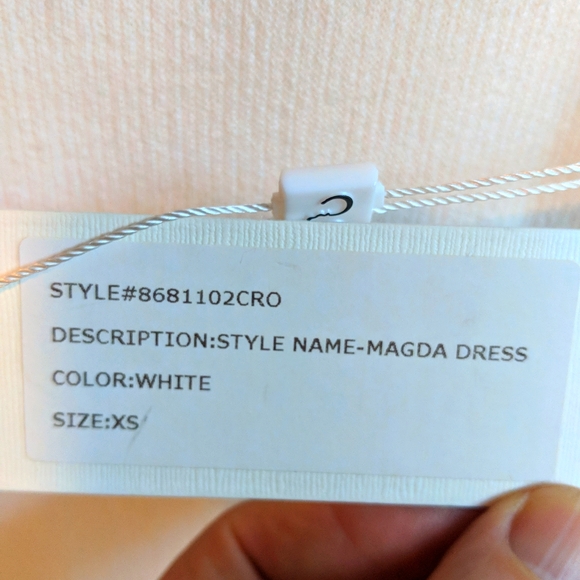 STYLE#8681102CRO
DESCRIPTION:STYLE NAME-MAGDA DRESS
COLOR:WHITE
SIZE:XS